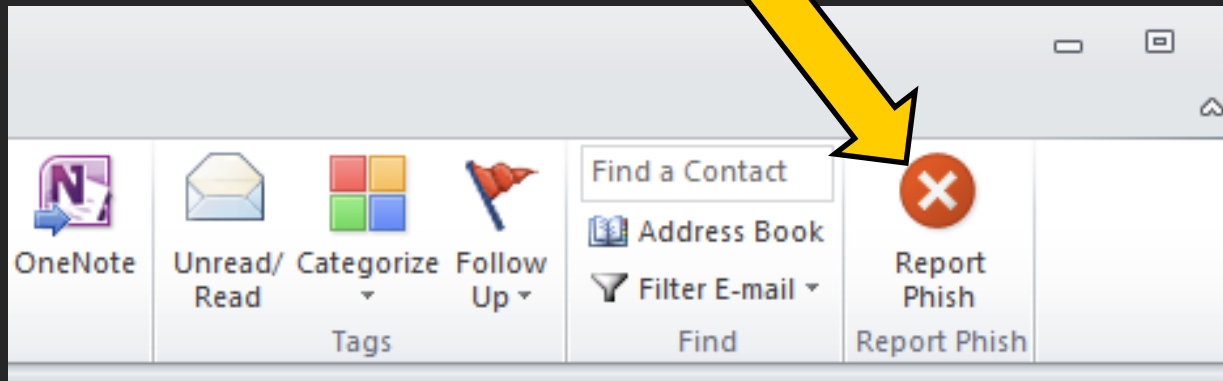 OneNote
Unread/
Read
Categorize
Follow
Up
Tags
Find a Contact
Address Book
Filter E-mail
Find
Report
Phish
Report Phish